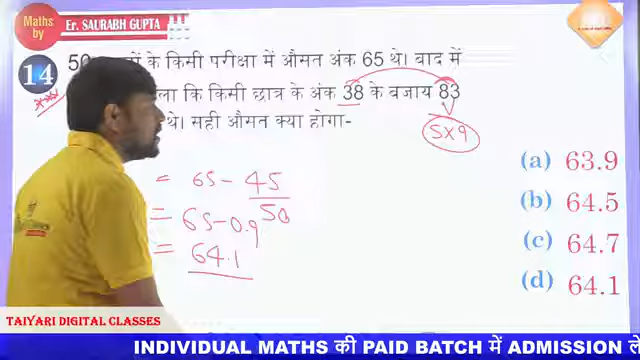 Maths by
Er. SAURABH GUPTA
14
के किसी परीक्षा में औसत अंक 65 थे। बाद में
कि किसी छात्र के अंक 38 के बजाय 83
थे। सही औसत क्या होगा-
5×9
= 65 - 45/50
= 65-0.9
= 64.1
(a) 63.9
(b) 64.5
(c) 64.7
(d) 64.1
TAIYARI DIGITAL CLASSES
INDIVIDUAL MATHS की PAID BATCH में ADMISSION ले